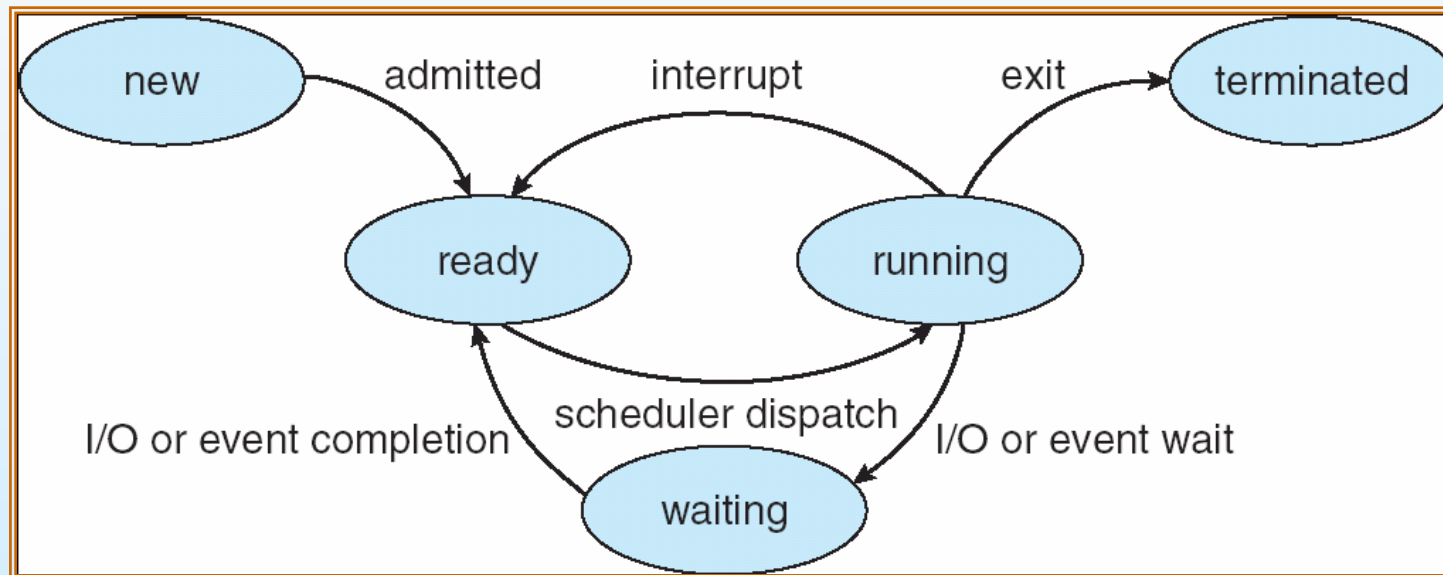 new
admitted
interrupt
exit
terminated
ready
running
scheduler dispatch
I/O or event completion
I/O or event wait
waiting